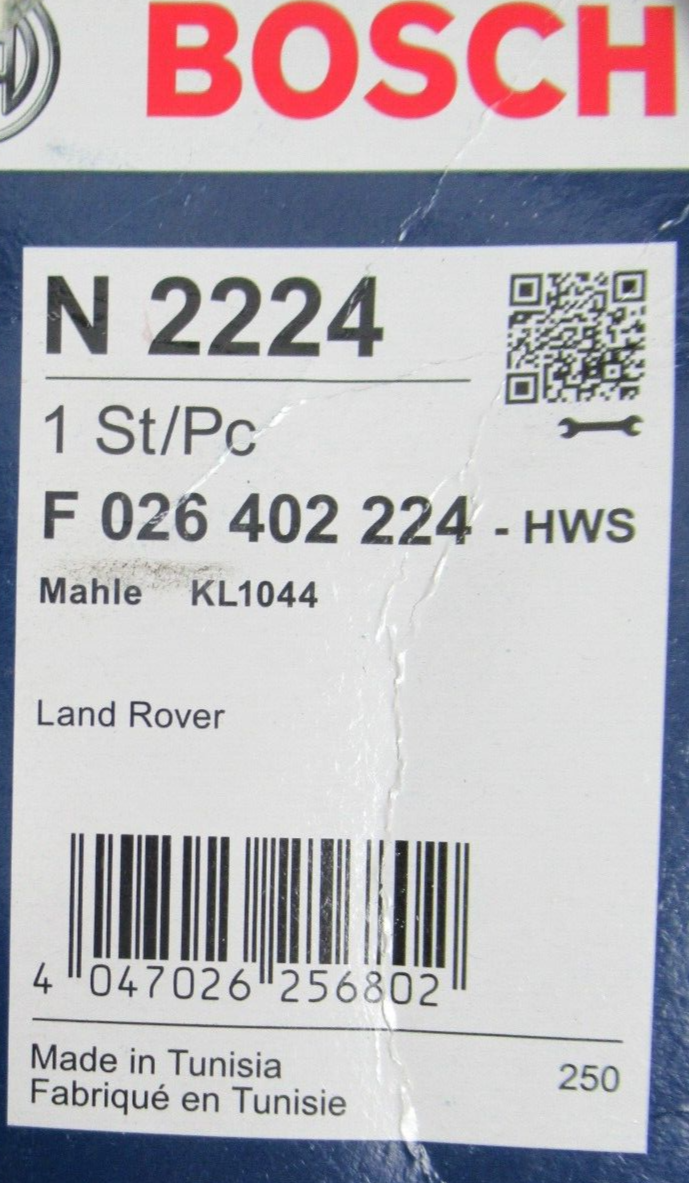 BOSCH
N 2224
1 St/Pc
F 026 402 224 - HWS
Mahle KL1044
Land Rover
4 047026 256802
Made in Tunisia
Fabriqué en Tunisie
250